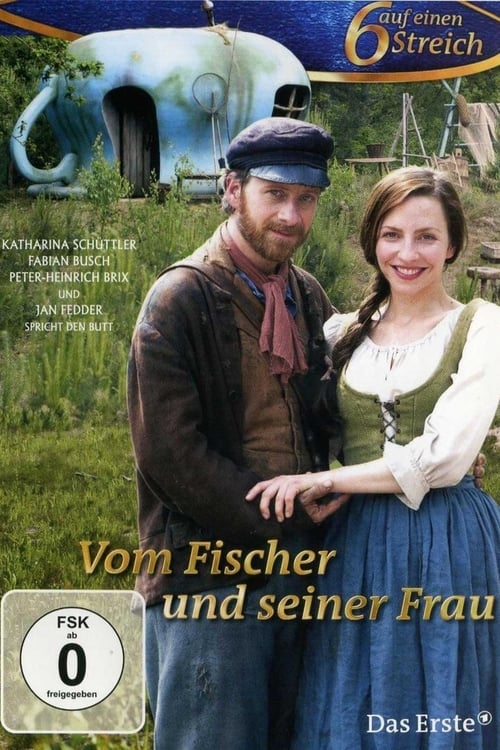 6 auf einen
Streich
KATHARINA SCHÜTTLER
FABIAN BUSCH
PETER-HEINRICH BRIX
UND
JAN FEDDER
SPRICHT DEN BUTT
Vom Fischer
und seiner Frau
FSK
ab
0
freigegeben
Das Erste